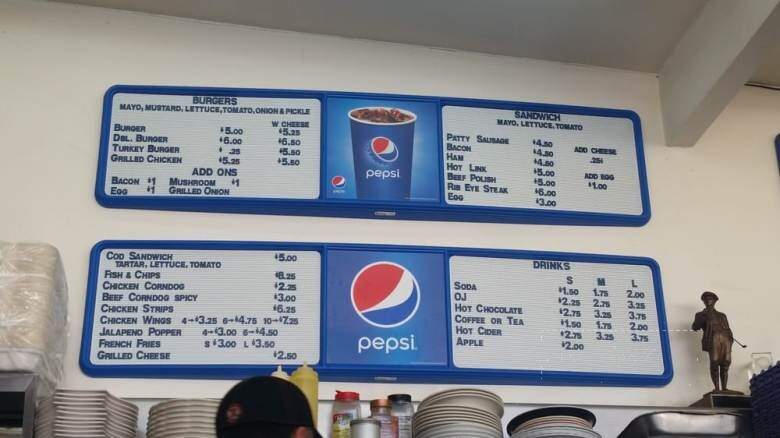 BURGERS
MAYO, MUSTARD, LETTUCE, TOMATO, ONION & PICKLE
W CHEESE
BURGER $5.00 $5.25
DBL. BURGER $6.00 $6.50
TURKEY BURGER $ .25 $5.50
GRILLED CHICKEN $5.25 $5.50
ADD ONS
BACON $1 MUSHROOM $1
EGG $1 GRILLED ONION
pepsi
pepsi
SANDWICH
MAYO, LETTUCE, TOMATO
PATTY SAUSAGE $4.50
BACON $4.50 ADD CHEESE
HAM $4.50 .25¢
HOT LINK $5.00
BEEF POLISH $5.00 ADD EGG
RIB EYE STEAK $6.00 $1.00
EGG $3.00
COD SANDWICH $5.00
TARTAR, LETTUCE, TOMATO
FISH & CHIPS $8.25
CHICKEN CORNDOG $2.25
BEEF CORNDOG SPICY $3.00
CHICKEN STRIPS $6.25
CHICKEN WINGS 4→$3.25 6→$4.75 10→$7.25
JALAPENO POPPER 4→$3.00 6→$4.50
FRENCH FRIES S $3.00 L $3.50
GRILLED CHEESE $2.50
pepsi
DRINKS
S M L
SODA $1.50 1.75 2.00
OJ $2.25 2.75 3.25
HOT CHOCOLATE $2.75 3.25 3.75
COFFEE OR TEA $1.50 1.75 2.00
HOT CIDER $2.75 3.25 3.75
APPLE $2.00